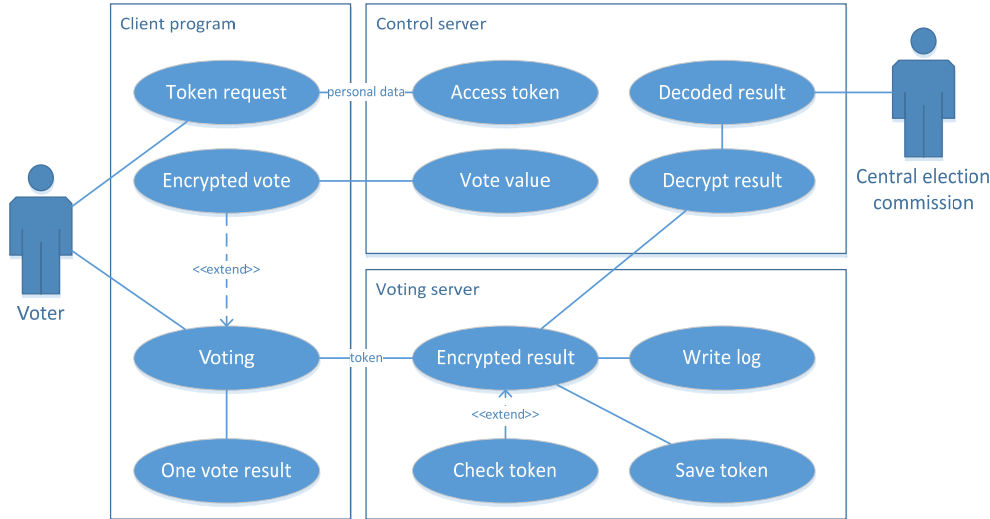 Client program
Control server
Token request
personal data
Access token
Decoded result
Encrypted vote
Vote value
Decrypt result
Central election
commission
<<extend>>
Voting server
Voter
Voting
token
Encrypted result
Write log
<<extend>>
One vote result
Check token
Save token